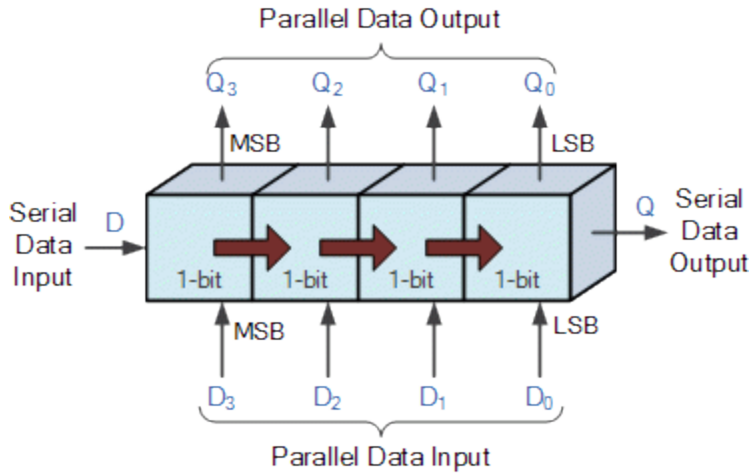 Parallel Data Output
Q₃ Q₂ Q₁ Q₀
MSB LSB
Serial Data Input
D
Q
Serial Data Output
1-bit 1-bit 1-bit 1-bit
MSB LSB
D₃ D₂ D₁ D₀
Parallel Data Input